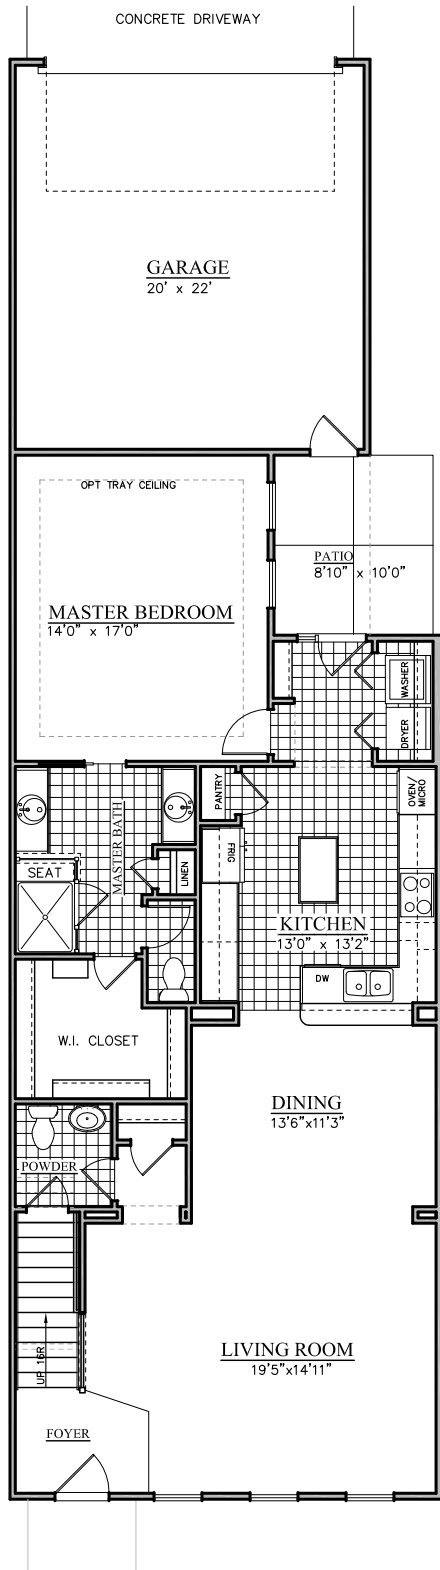 CONCRETE DRIVEWAY
GARAGE
20' x 22'
OPT TRAY CEILING
PATIO
8'10" x 10'0"
MASTER BEDROOM
14'0" x 17'0"
WASHER
DRYER
PANTRY
OVEN/
MICRO
MASTER BATH
SEAT
LINEN
FRIG
KITCHEN
13'0" x 13'2"
DW
W.I. CLOSET
DINING
13'6"x11'3"
POWDER
LIVING ROOM
19'5"x14'11"
UP 16R
FOYER